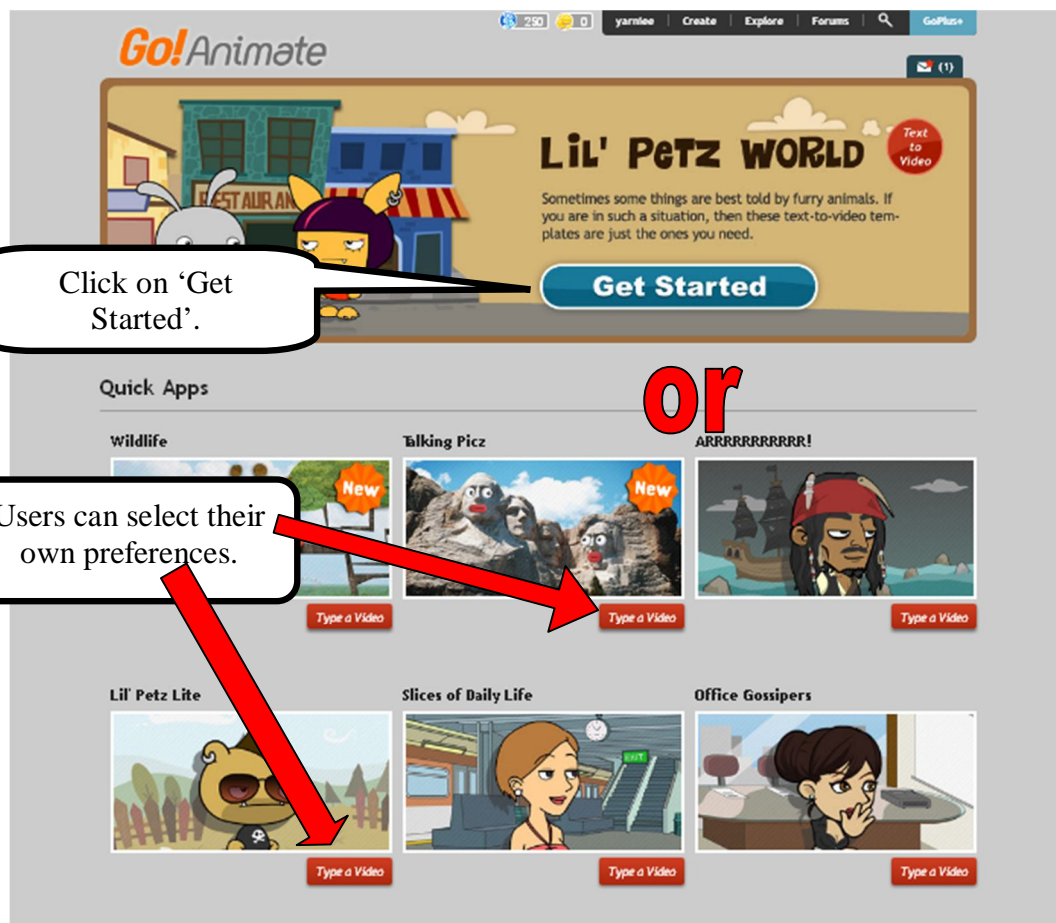 250 0 yarnlee Create Explore Forums GoPlus+
Go!Animate
(1)
LiL' PeTZ WORLD
Text
to
Video
RESTAURAN
Sometimes some things are best told by furry animals. If
you are in such a situation, then these text-to-video tem-
plates are just the ones you need.
Get Started
Click on ‘Get
Started’.
or
Quick Apps
Wildlife Talking Picz ARRRRRRRRRRR!
New New
Users can select their
own preferences.
Type a Video Type a Video Type a Video
Lil' Petz Lite Slices of Daily Life Office Gossipers
EXIT
Type a Video Type a Video Type a Video